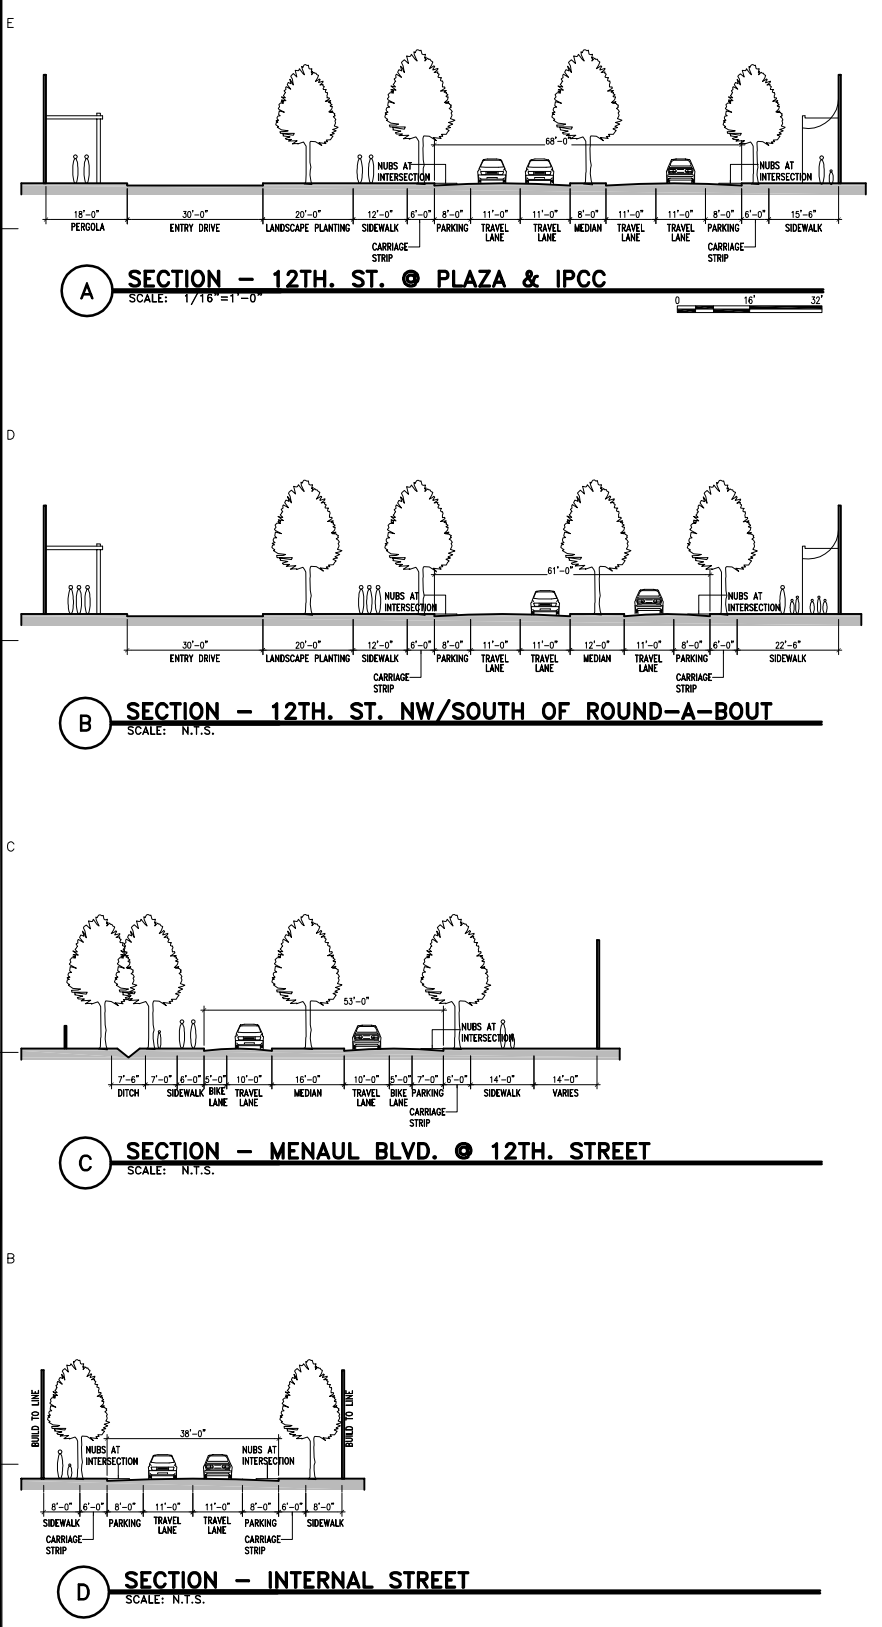 E
68'-0
NUBS AT
INTERSECTION
NUBS AT
INTERSECTION
18'-0" 30'-0" 20'-0" 12'-0" 6'-0" 8'-0" 11'-0" 11'-0" 8'-0" 11'-0" 11'-0" 8'-0" 6'-0" 15'-6"
PERGOLA ENTRY DRIVE LANDSCAPE PLANTING SIDEWALK PARKING TRAVEL LANE TRAVEL LANE MEDIAN TRAVEL LANE TRAVEL LANE PARKING SIDEWALK
CARRIAGE
STRIP
CARRIAGE
STRIP
A
SECTION - 12TH. ST. @ PLAZA & IPCC
SCALE: 1/16"=1'-0"
0 16' 32'
D
61'-0"
NUBS AT
INTERSECTION
NUBS AT
INTERSECTION
30'-0" 20'-0" 12'-0" 6'-0" 8'-0" 11'-0" 11'-0" 12'-0" 11'-0" 8'-0" 6'-0" 22'-6"
ENTRY DRIVE LANDSCAPE PLANTING SIDEWALK PARKING TRAVEL LANE TRAVEL LANE MEDIAN TRAVEL LANE PARKING SIDEWALK
CARRIAGE
STRIP
CARRIAGE
STRIP
B
SECTION - 12TH. ST. NW/SOUTH OF ROUND-A-BOUT
SCALE: N.T.S.
C
53'-0"
NUBS AT
INTERSECTION
7'-6" 7'-0" 6'-0" 5'-0" 10'-0" 16'-0" 10'-0" 5'-0" 7'-0" 6'-0" 14'-0" 14'-0"
DITCH SIDEWALK BIKE LANE TRAVEL LANE MEDIAN TRAVEL LANE BIKE LANE PARKING SIDEWALK VARIES
CARRIAGE
STRIP
C
SECTION - MENAUL BLVD. @ 12TH. STREET
SCALE: N.T.S.
B
BUILD TO LINE
BUILD TO LINE
38'-0"
NUBS AT
INTERSECTION
NUBS AT
INTERSECTION
8'-0" 6'-0" 8'-0" 11'-0" 11'-0" 8'-0" 6'-0" 8'-0"
SIDEWALK PARKING TRAVEL LANE TRAVEL LANE PARKING SIDEWALK
CARRIAGE
STRIP
CARRIAGE
STRIP
D
SECTION - INTERNAL STREET
SCALE: N.T.S.